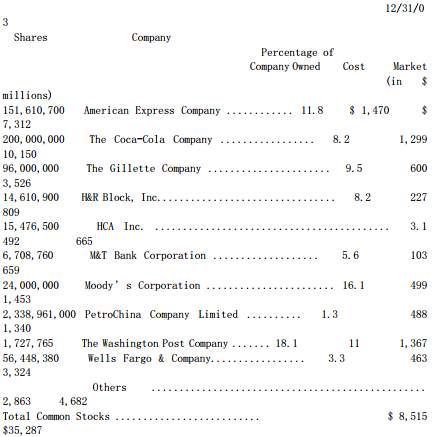 12/31/0
3
Shares Company
Percentage of
Company Owned Cost Market
(in $
millions)
151,610,700 American Express Company ............ 11.8 $ 1,470 $
7,312
200,000,000 The Coca-Cola Company ................. 8.2 1,299
10,150
96,000,000 The Gillette Company ...................... 9.5 600
3,526
14,610,900 H&R Block, Inc................................. 8.2 227
809
15,476,500 HCA Inc. .......................................... 3.1
492 665
6,708,760 M&T Bank Corporation ................... 5.6 103
659
24,000,000 Moody’s Corporation ....................... 16.1 499
1,453
2,338,961,000 PetroChina Company Limited .......... 1.3 488
1,340
1,727,765 The Washington Post Company ....... 18.1 11 1,367
56,448,380 Wells Fargo & Company................. 3.3 463
3,324
Others .................................................
2,863 4,682
Total Common Stocks .......................... $ 8,515
$35,287